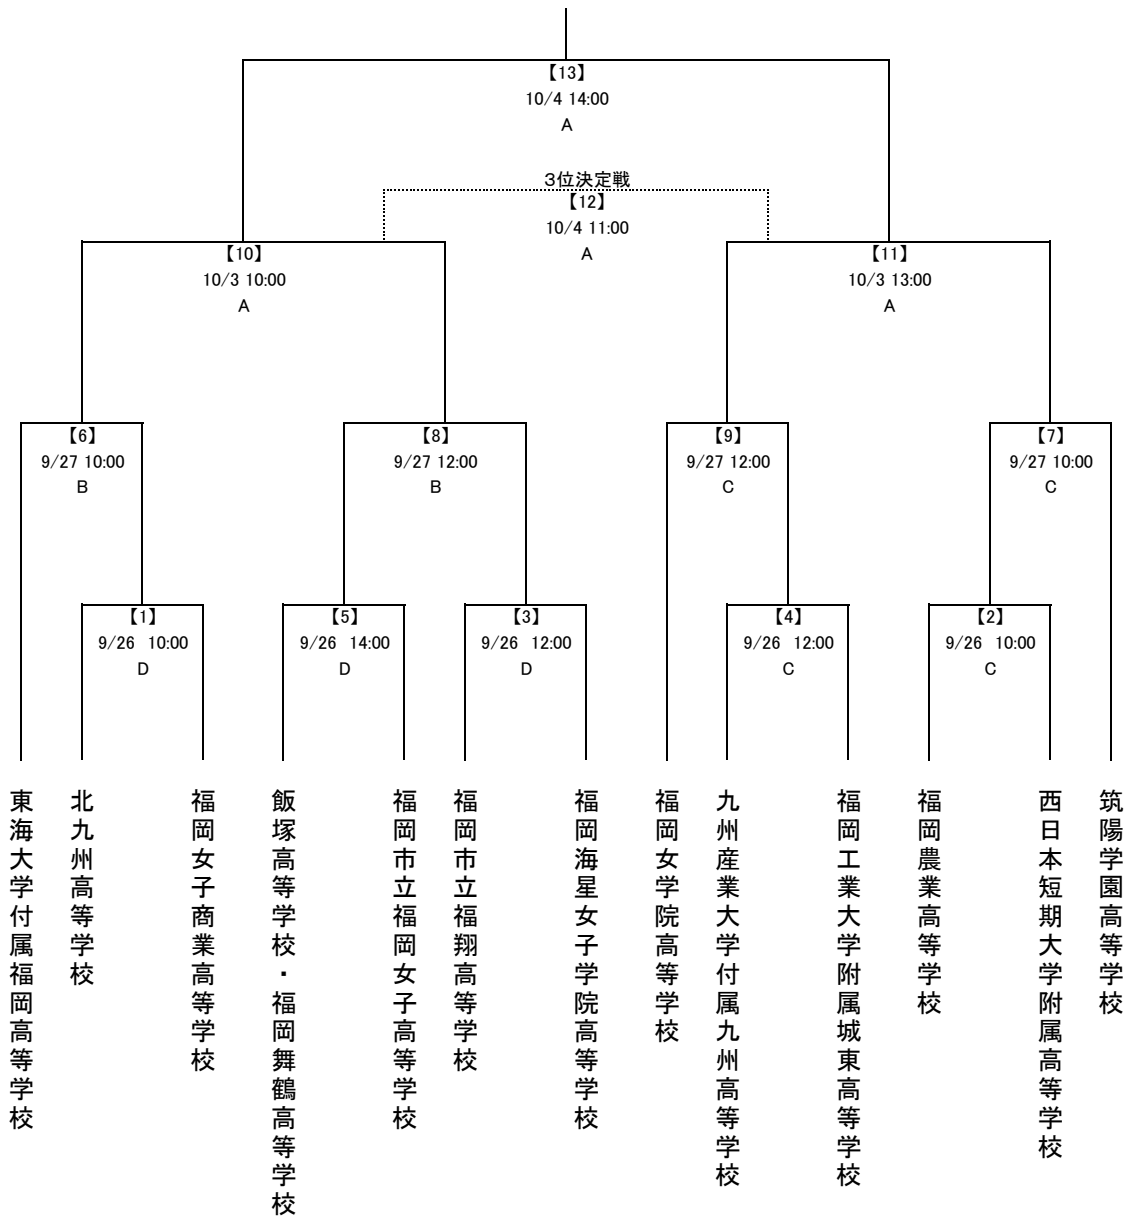 【13】
10/4 14:00
A
3位決定戦
【12】
10/4 11:00
A
【10】
10/3 10:00
A
【11】
10/3 13:00
A
【6】
9/27 10:00
B
【8】
9/27 12:00
B
【9】
9/27 12:00
C
【7】
9/27 10:00
C
【1】
9/26 10:00
D
【5】
9/26 14:00
D
【3】
9/26 12:00
D
【4】
9/26 12:00
C
【2】
9/26 10:00
C
東海大学付属福岡高等学校
北九州高等学校
福岡女子商業高等学校
飯塚高等学校・福岡舞鶴高等学校
福岡市立福岡女子高等学校
福岡市立福翔高等学校
福岡海星女子学院高等学校
福岡女学院高等学校
九州産業大学付属九州高等学校
福岡工業大学附属城東高等学校
福岡農業高等学校
西日本短期大学附属高等学校
筑陽学園高等学校